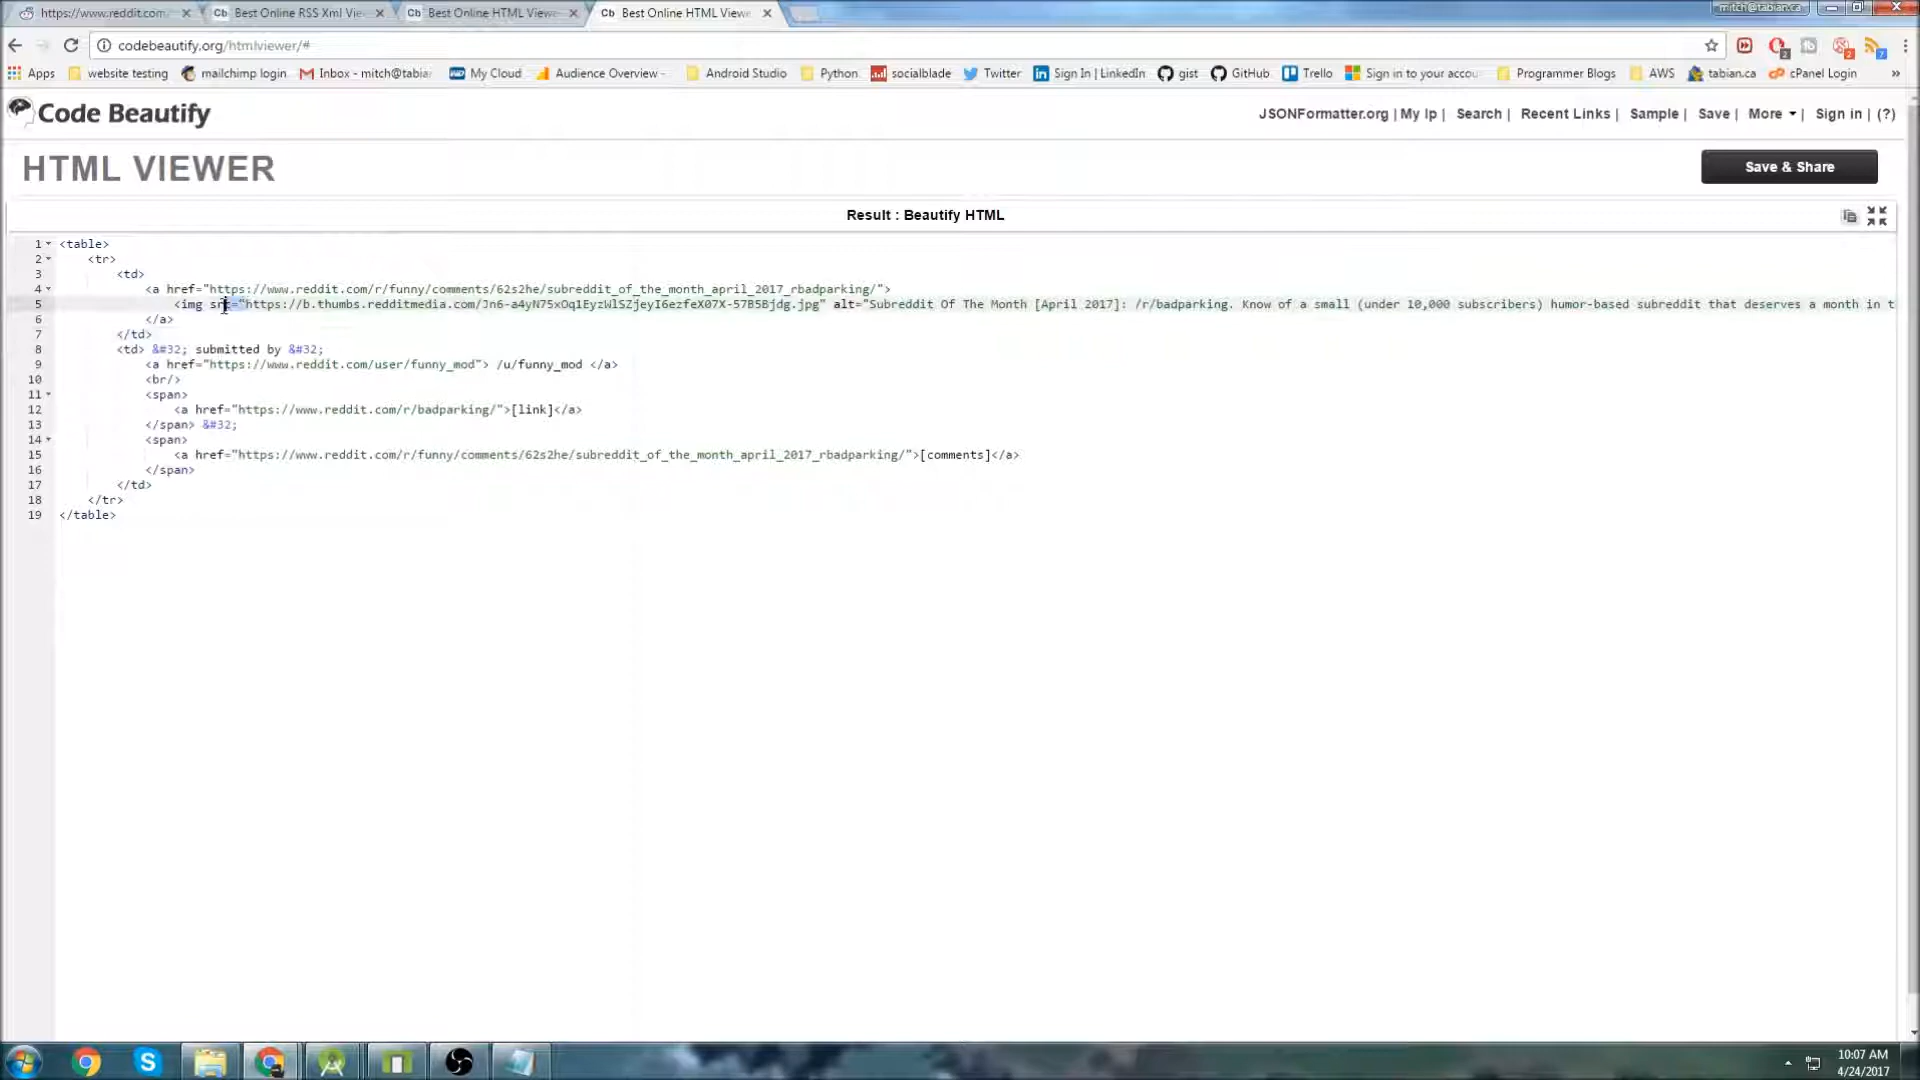 https://www.reddit.com
Cb Best Online RSS Xml Vie
Cb Best Online HTML Viewe
Cb Best Online HTML Viewe
mitch@tabian.ca
codebeautify.org/htmlviewer/#
Apps website testing mailchimp login Inbox - mitch@tabia My Cloud Audience Overview - Android Studio Python socialblade Twitter Sign In | LinkedIn gist GitHub Trello Sign in to your accou Programmer Blogs AWS tabian.ca cPanel Login »
Code Beautify
JSONFormatter.org | My Ip | Search | Recent Links | Sample | Save | More | Sign in | (?)
HTML VIEWER
Save & Share
Result : Beautify HTML
1 <table>
2 <tr>
3 <td>
4 <a href="https://www.reddit.com/r/funny/comments/62s2he/subreddit_of_the_month_april_2017_rbadparking/">
5 <img src="https://b.thumbs.redditmedia.com/Jn6-a4yN75xOq1EyzWlSZjeyI6ezfeX07X-57B5Bjdg.jpg" alt="Subreddit Of The Month [April 2017]: /r/badparking. Know of a small (under 10,000 subscribers) humor-based subreddit that deserves a month in t
6 </a>
7 </td>
8 <td> &#32; submitted by &#32;
9 <a href="https://www.reddit.com/user/funny_mod"> /u/funny_mod </a>
10 <br/>
11 <span>
12 <a href="https://www.reddit.com/r/badparking/">[link]</a>
13 </span> &#32;
14 <span>
15 <a href="https://www.reddit.com/r/funny/comments/62s2he/subreddit_of_the_month_april_2017_rbadparking/">[comments]</a>
16 </span>
17 </td>
18 </tr>
19 </table>
10:07 AM
4/24/2017